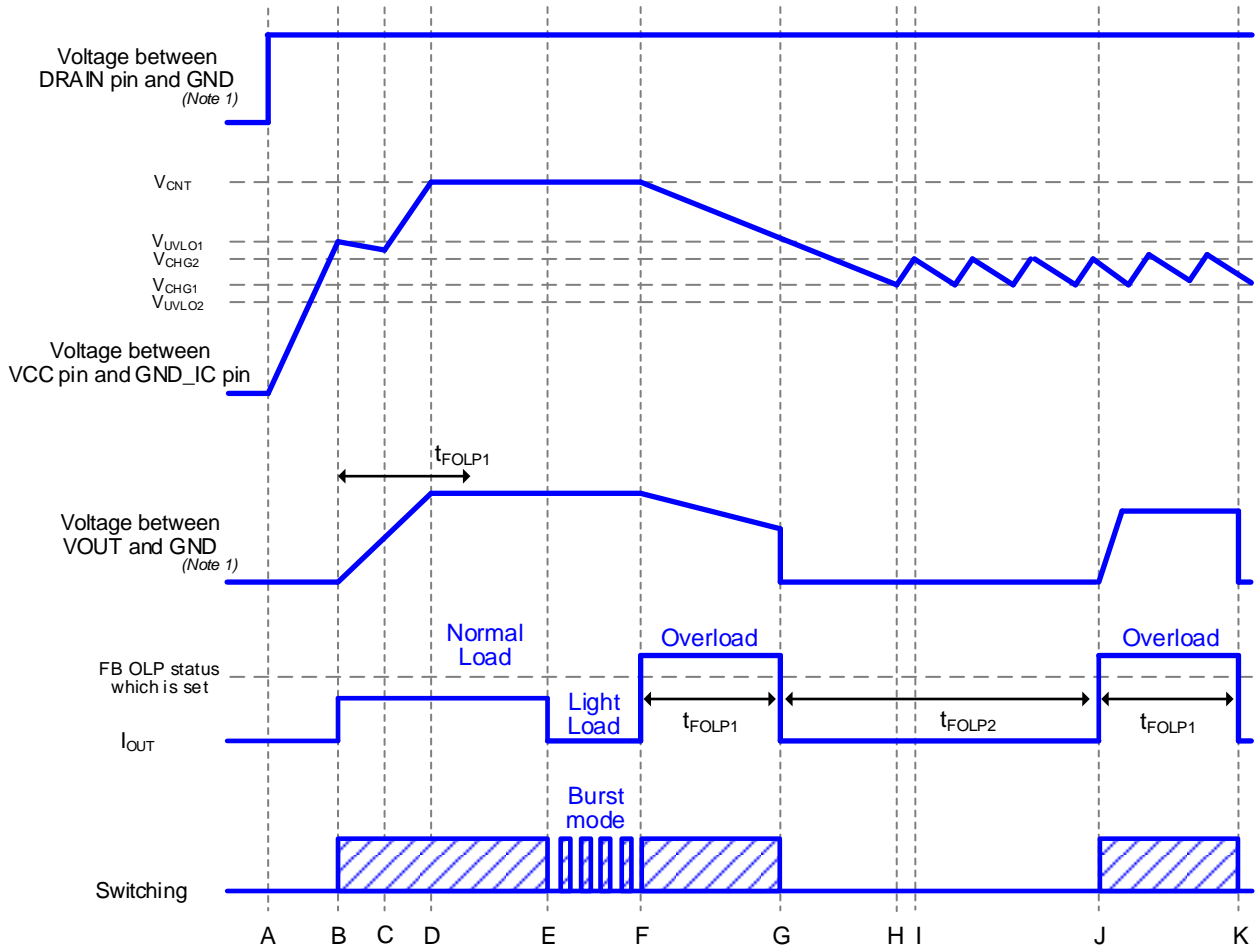 Voltage between
DRAIN pin and GND
(Note 1)
VCNT
VUVLO1
VCHG2
VCHG1
VUVLO2
Voltage between
VCC pin and GND_IC pin
tFOLP1
Voltage between
VOUT and GND
(Note 1)
Normal
Load
Overload
Overload
FB OLP status
which is set
Light
Load
tFOLP1
tFOLP2
tFOLP1
IOUT
Burst
mode
Switching
A B C D E F G H I J K